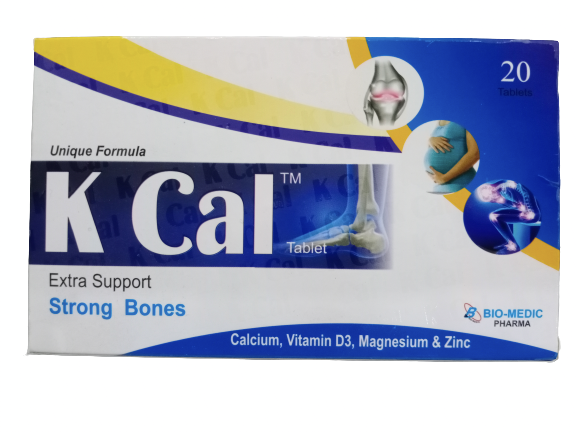 20
Tablets
Unique Formula
K Cal™
Tablet
Extra Support
Strong Bones
BIO-MEDIC
PHARMA
Calcium, Vitamin D3, Magnesium & Zinc